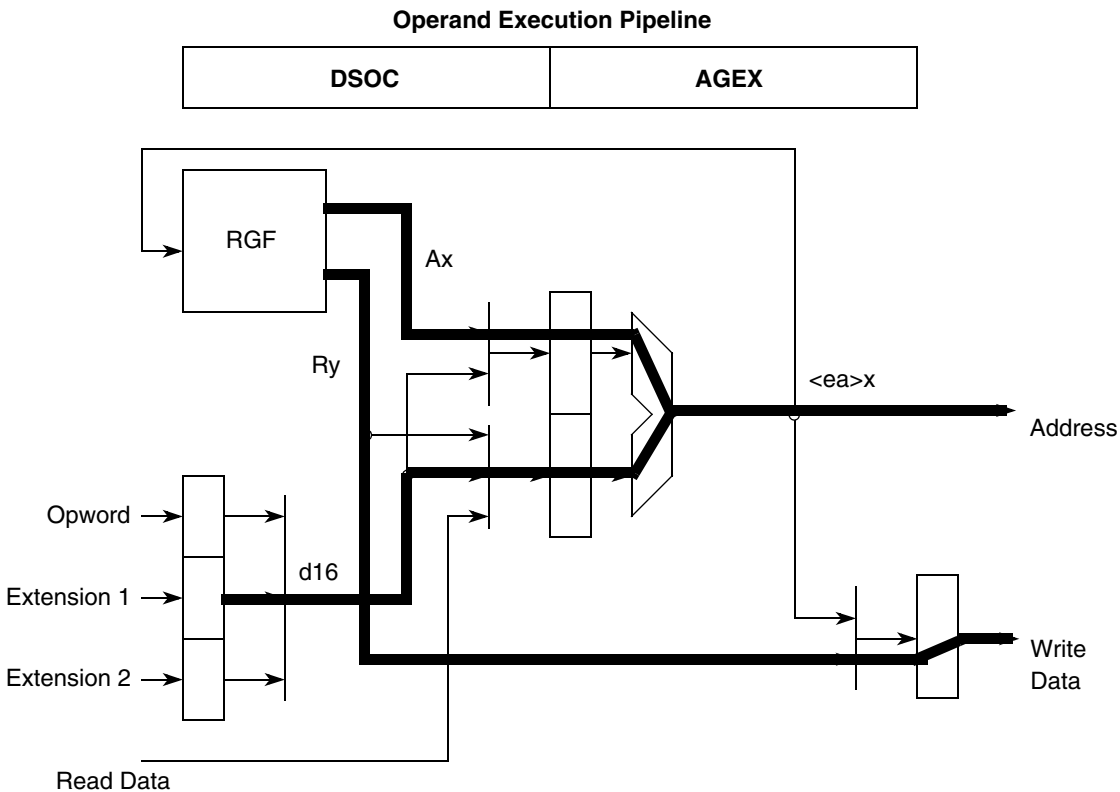 Operand Execution Pipeline
DSOC
AGEX
RGF
Ax
Ry
<ea>x
Address
Opword
d16
Extension 1
Extension 2
Write
Data
Read Data